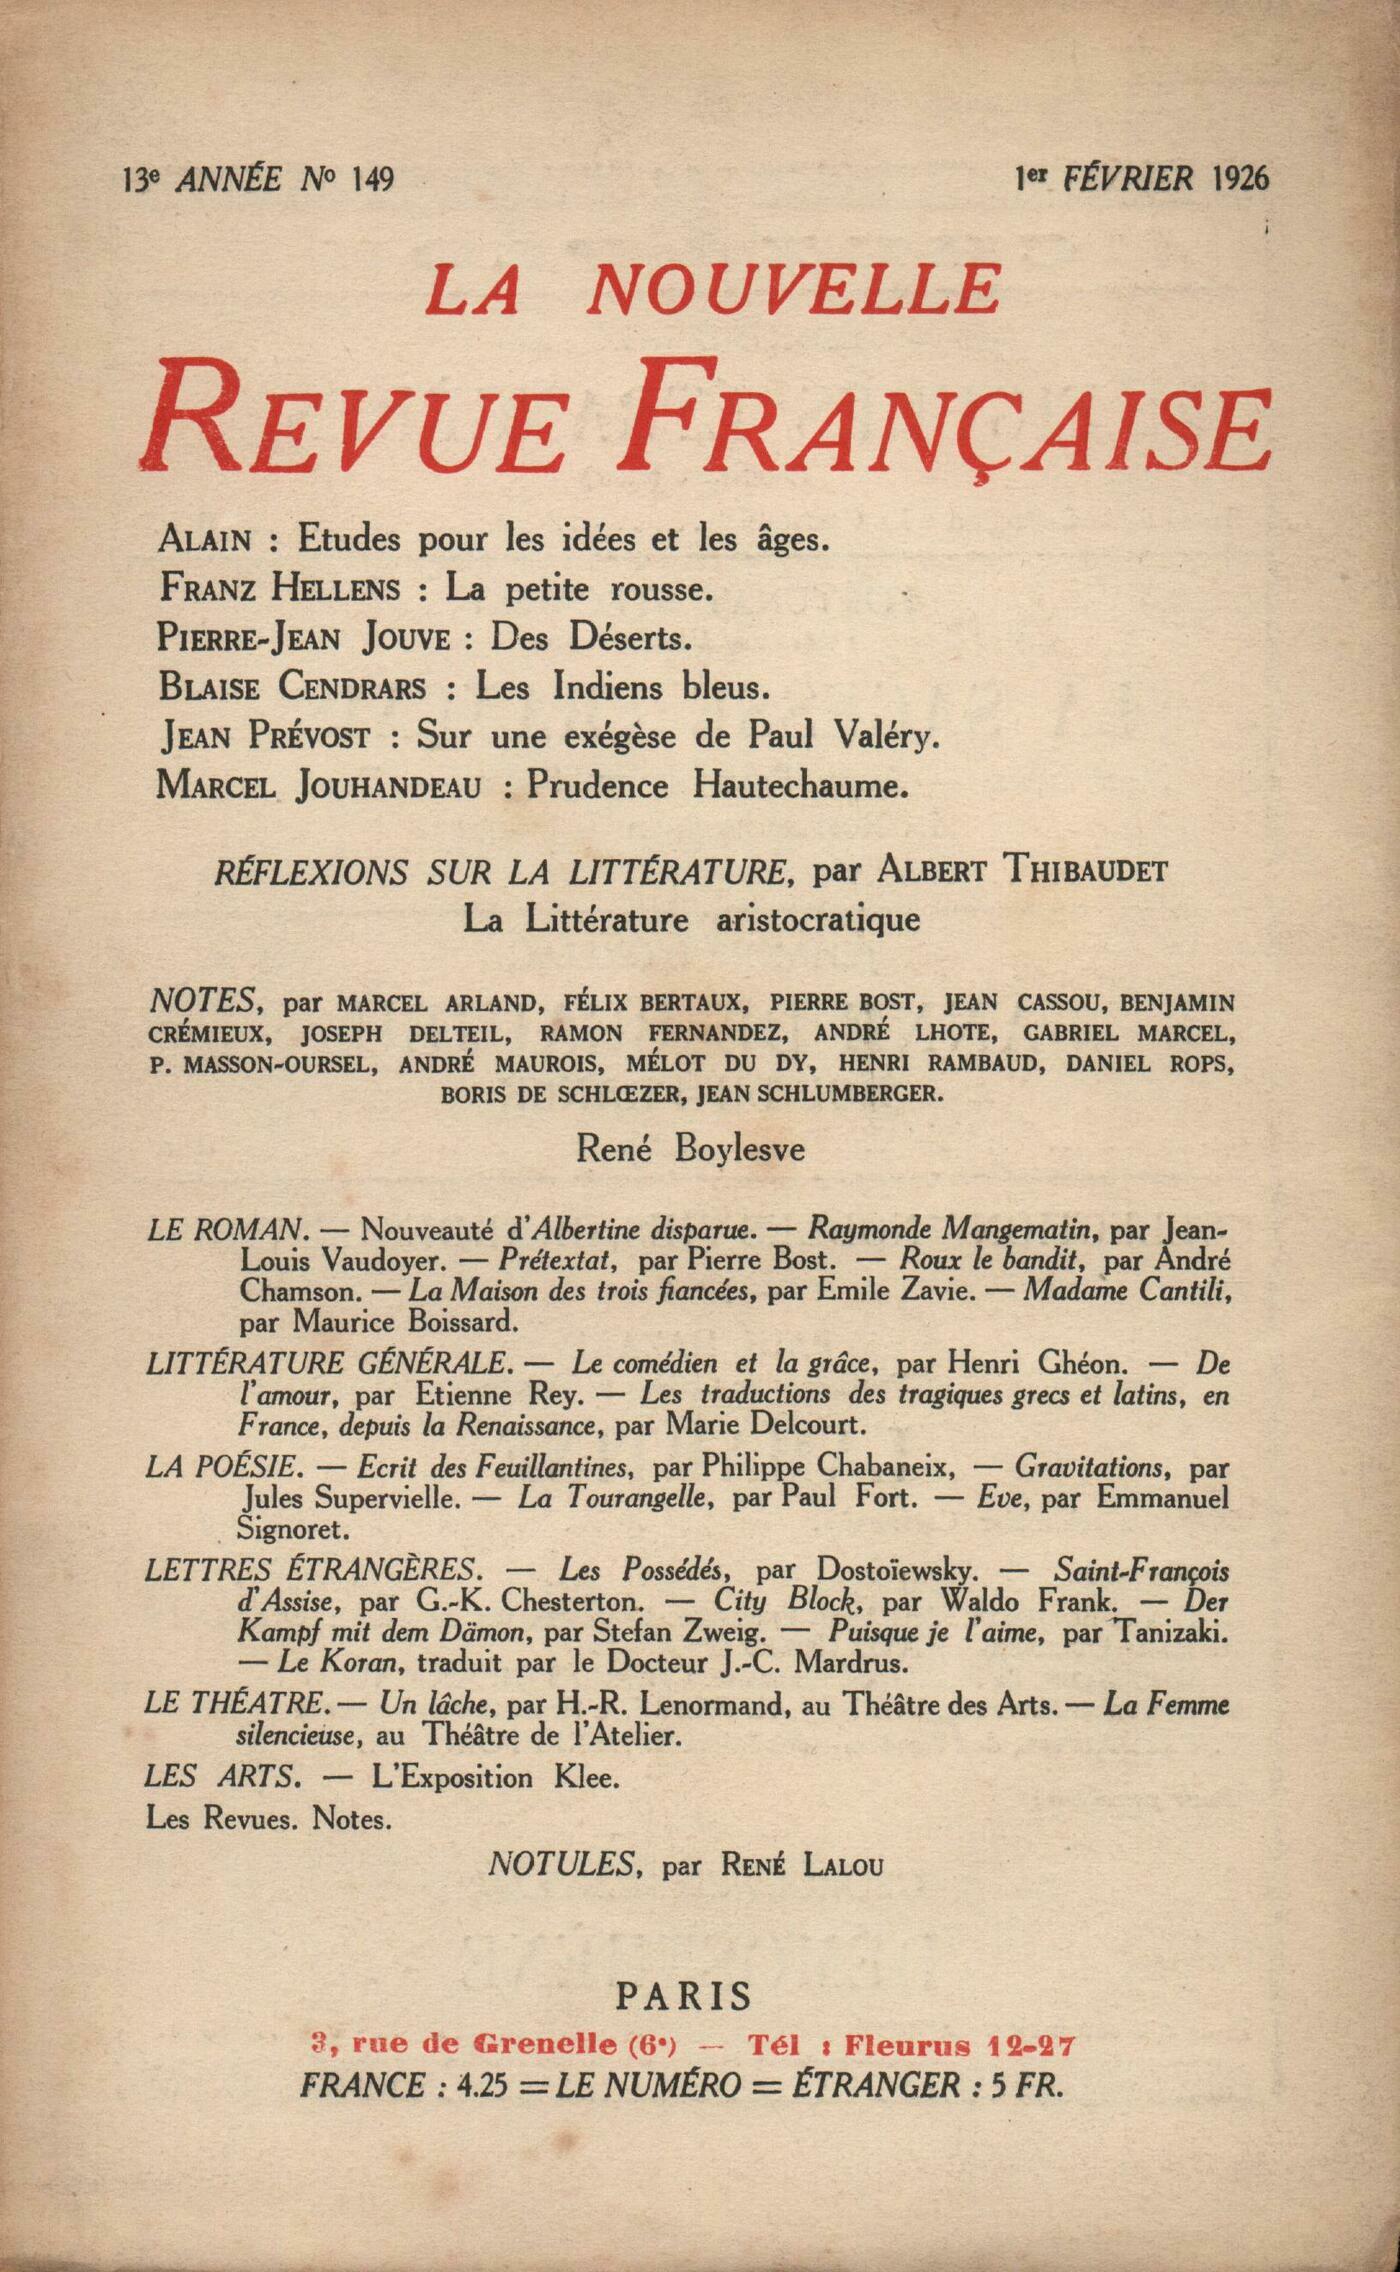 13e ANNÉE No 149
1er FÉVRIER 1926
LA NOUVELLE
REVUE FRANÇAISE
ALAIN : Etudes pour les idées et les âges.
FRANZ HELLENS : La petite rousse.
PIERRE-JEAN JOUVE : Des Déserts.
BLAISE CENDRARS : Les Indiens bleus.
JEAN PRÉVOST : Sur une exégèse de Paul Valéry.
MARCEL JOUHANDEAU : Prudence Hautechaume.
RÉFLEXIONS SUR LA LITTÉRATURE, par ALBERT THIBAUDET
La Littérature aristocratique
NOTES, par MARCEL ARLAND, FÉLIX BERTAUX, PIERRE BOST, JEAN CASSOU, BENJAMIN
CRÉMIEUX, JOSEPH DELTEIL, RAMON FERNANDEZ, ANDRÉ LHOTE, GABRIEL MARCEL,
P. MASSON-OURSEL, ANDRÉ MAUROIS, MÉLOT DU DY, HENRI RAMBAUD, DANIEL ROPS,
BORIS DE SCHLŒZER, JEAN SCHLUMBERGER.
René Boylesve
LE ROMAN. — Nouveauté d'Albertine disparue. — Raymonde Mangematin, par Jean-
Louis Vaudoyer. — Prétextat, par Pierre Bost. — Roux le bandit, par André
Chamson. — La Maison des trois fiancées, par Emile Zavie. — Madame Cantili,
par Maurice Boissard.
LITTÉRATURE GÉNÉRALE. — Le comédien et la grâce, par Henri Ghéon. — De
l'amour, par Etienne Rey. — Les traductions des tragiques grecs et latins, en
France, depuis la Renaissance, par Marie Delcourt.
LA POÉSIE. — Ecrit des Feuillantines, par Philippe Chabaneix, — Gravitations, par
Jules Supervielle. — La Tourangelle, par Paul Fort. — Eve, par Emmanuel
Signoret.
LETTRES ÉTRANGÈRES. — Les Possédés, par Dostoïewsky. — Saint-François
d'Assise, par G.-K. Chesterton. — City Block, par Waldo Frank. — Der
Kampf mit dem Dämon, par Stefan Zweig. — Puisque je l'aime, par Tanizaki.
— Le Koran, traduit par le Docteur J.-C. Mardrus.
LE THÉATRE. — Un lâche, par H.-R. Lenormand, au Théâtre des Arts. — La Femme
silencieuse, au Théâtre de l'Atelier.
LES ARTS. — L'Exposition Klee.
Les Revues. Notes.
NOTULES, par RENÉ LALOU
PARIS
3, rue de Grenelle (6e) — Tél : Fleurus 12-27
FRANCE : 4.25 = LE NUMÉRO = ÉTRANGER : 5 FR.